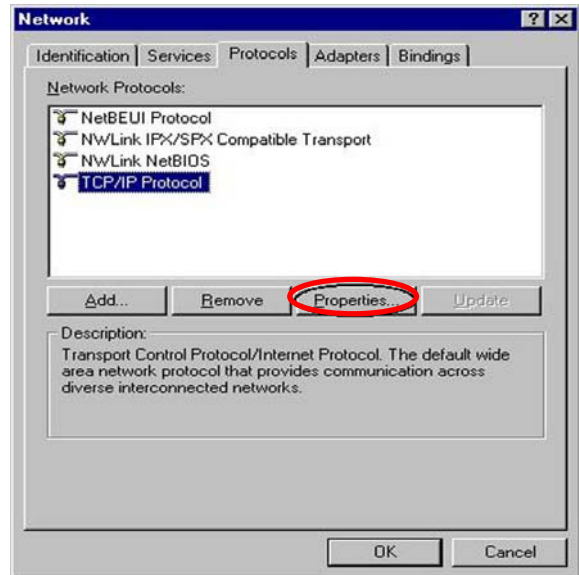 Network
Identification Services Protocols Adapters Bindings
Network Protocols:
NetBEUI Protocol
NWLink IPX/SPX Compatible Transport
NWLink NetBIOS
TCP/IP Protocol
Add... Remove Properties... Update
Description:
Transport Control Protocol/Internet Protocol. The default wide
area network protocol that provides communication across
diverse interconnected networks.
OK Cancel